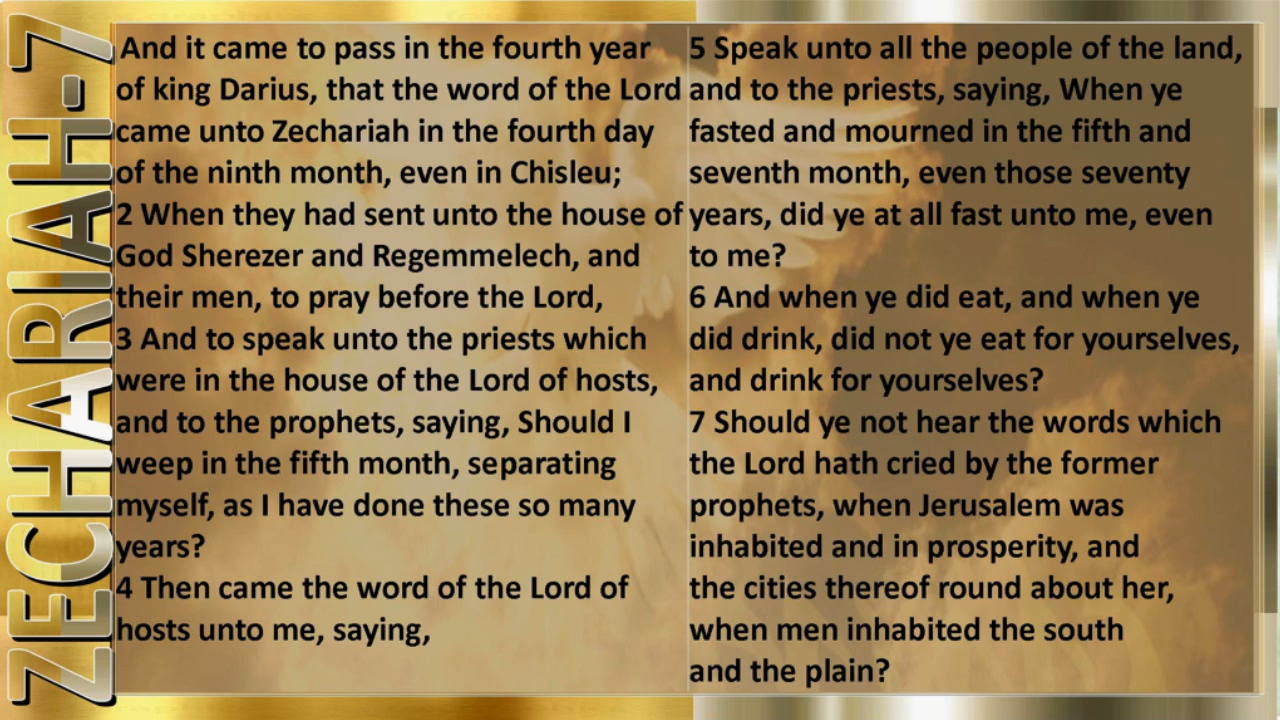 ZECHARIAH-7
And it came to pass in the fourth year
of king Darius, that the word of the Lord
came unto Zechariah in the fourth day
of the ninth month, even in Chisleu;
2 When they had sent unto the house of
God Sherezer and Regemmelech, and
their men, to pray before the Lord,
3 And to speak unto the priests which
were in the house of the Lord of hosts,
and to the prophets, saying, Should I
weep in the fifth month, separating
myself, as I have done these so many
years?
4 Then came the word of the Lord of
hosts unto me, saying,
5 Speak unto all the people of the land,
and to the priests, saying, When ye
fasted and mourned in the fifth and
seventh month, even those seventy
years, did ye at all fast unto me, even
to me?
6 And when ye did eat, and when ye
did drink, did not ye eat for yourselves,
and drink for yourselves?
7 Should ye not hear the words which
the Lord hath cried by the former
prophets, when Jerusalem was
inhabited and in prosperity, and
the cities thereof round about her,
when men inhabited the south
and the plain?